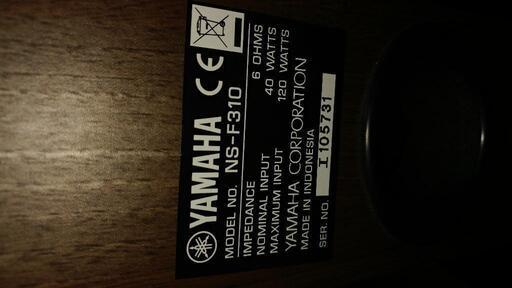 YAMAHA CE
MODEL NO. NS-F310
IMPEDANCE 6 OHMS
NOMINAL INPUT 40 WATTS
MAXIMUM INPUT 120 WATTS
YAMAHA CORPORATION
MADE IN INDONESIA
SER. NO. I105731